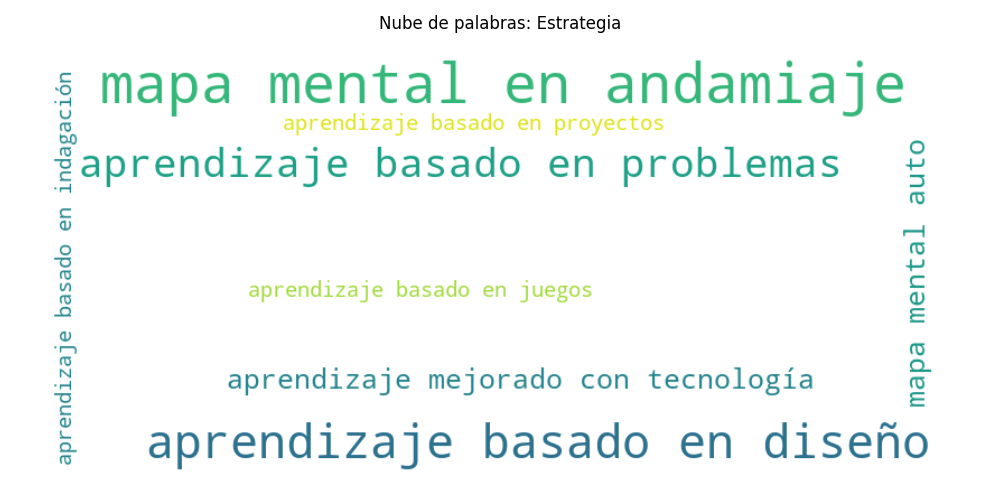 Nube de palabras: Estrategia
mapa mental en andamiaje
aprendizaje basado en proyectos
aprendizaje basado en problemas
aprendizaje basado en indagación
mapa mental auto
aprendizaje basado en juegos
aprendizaje mejorado con tecnología
aprendizaje basado en diseño